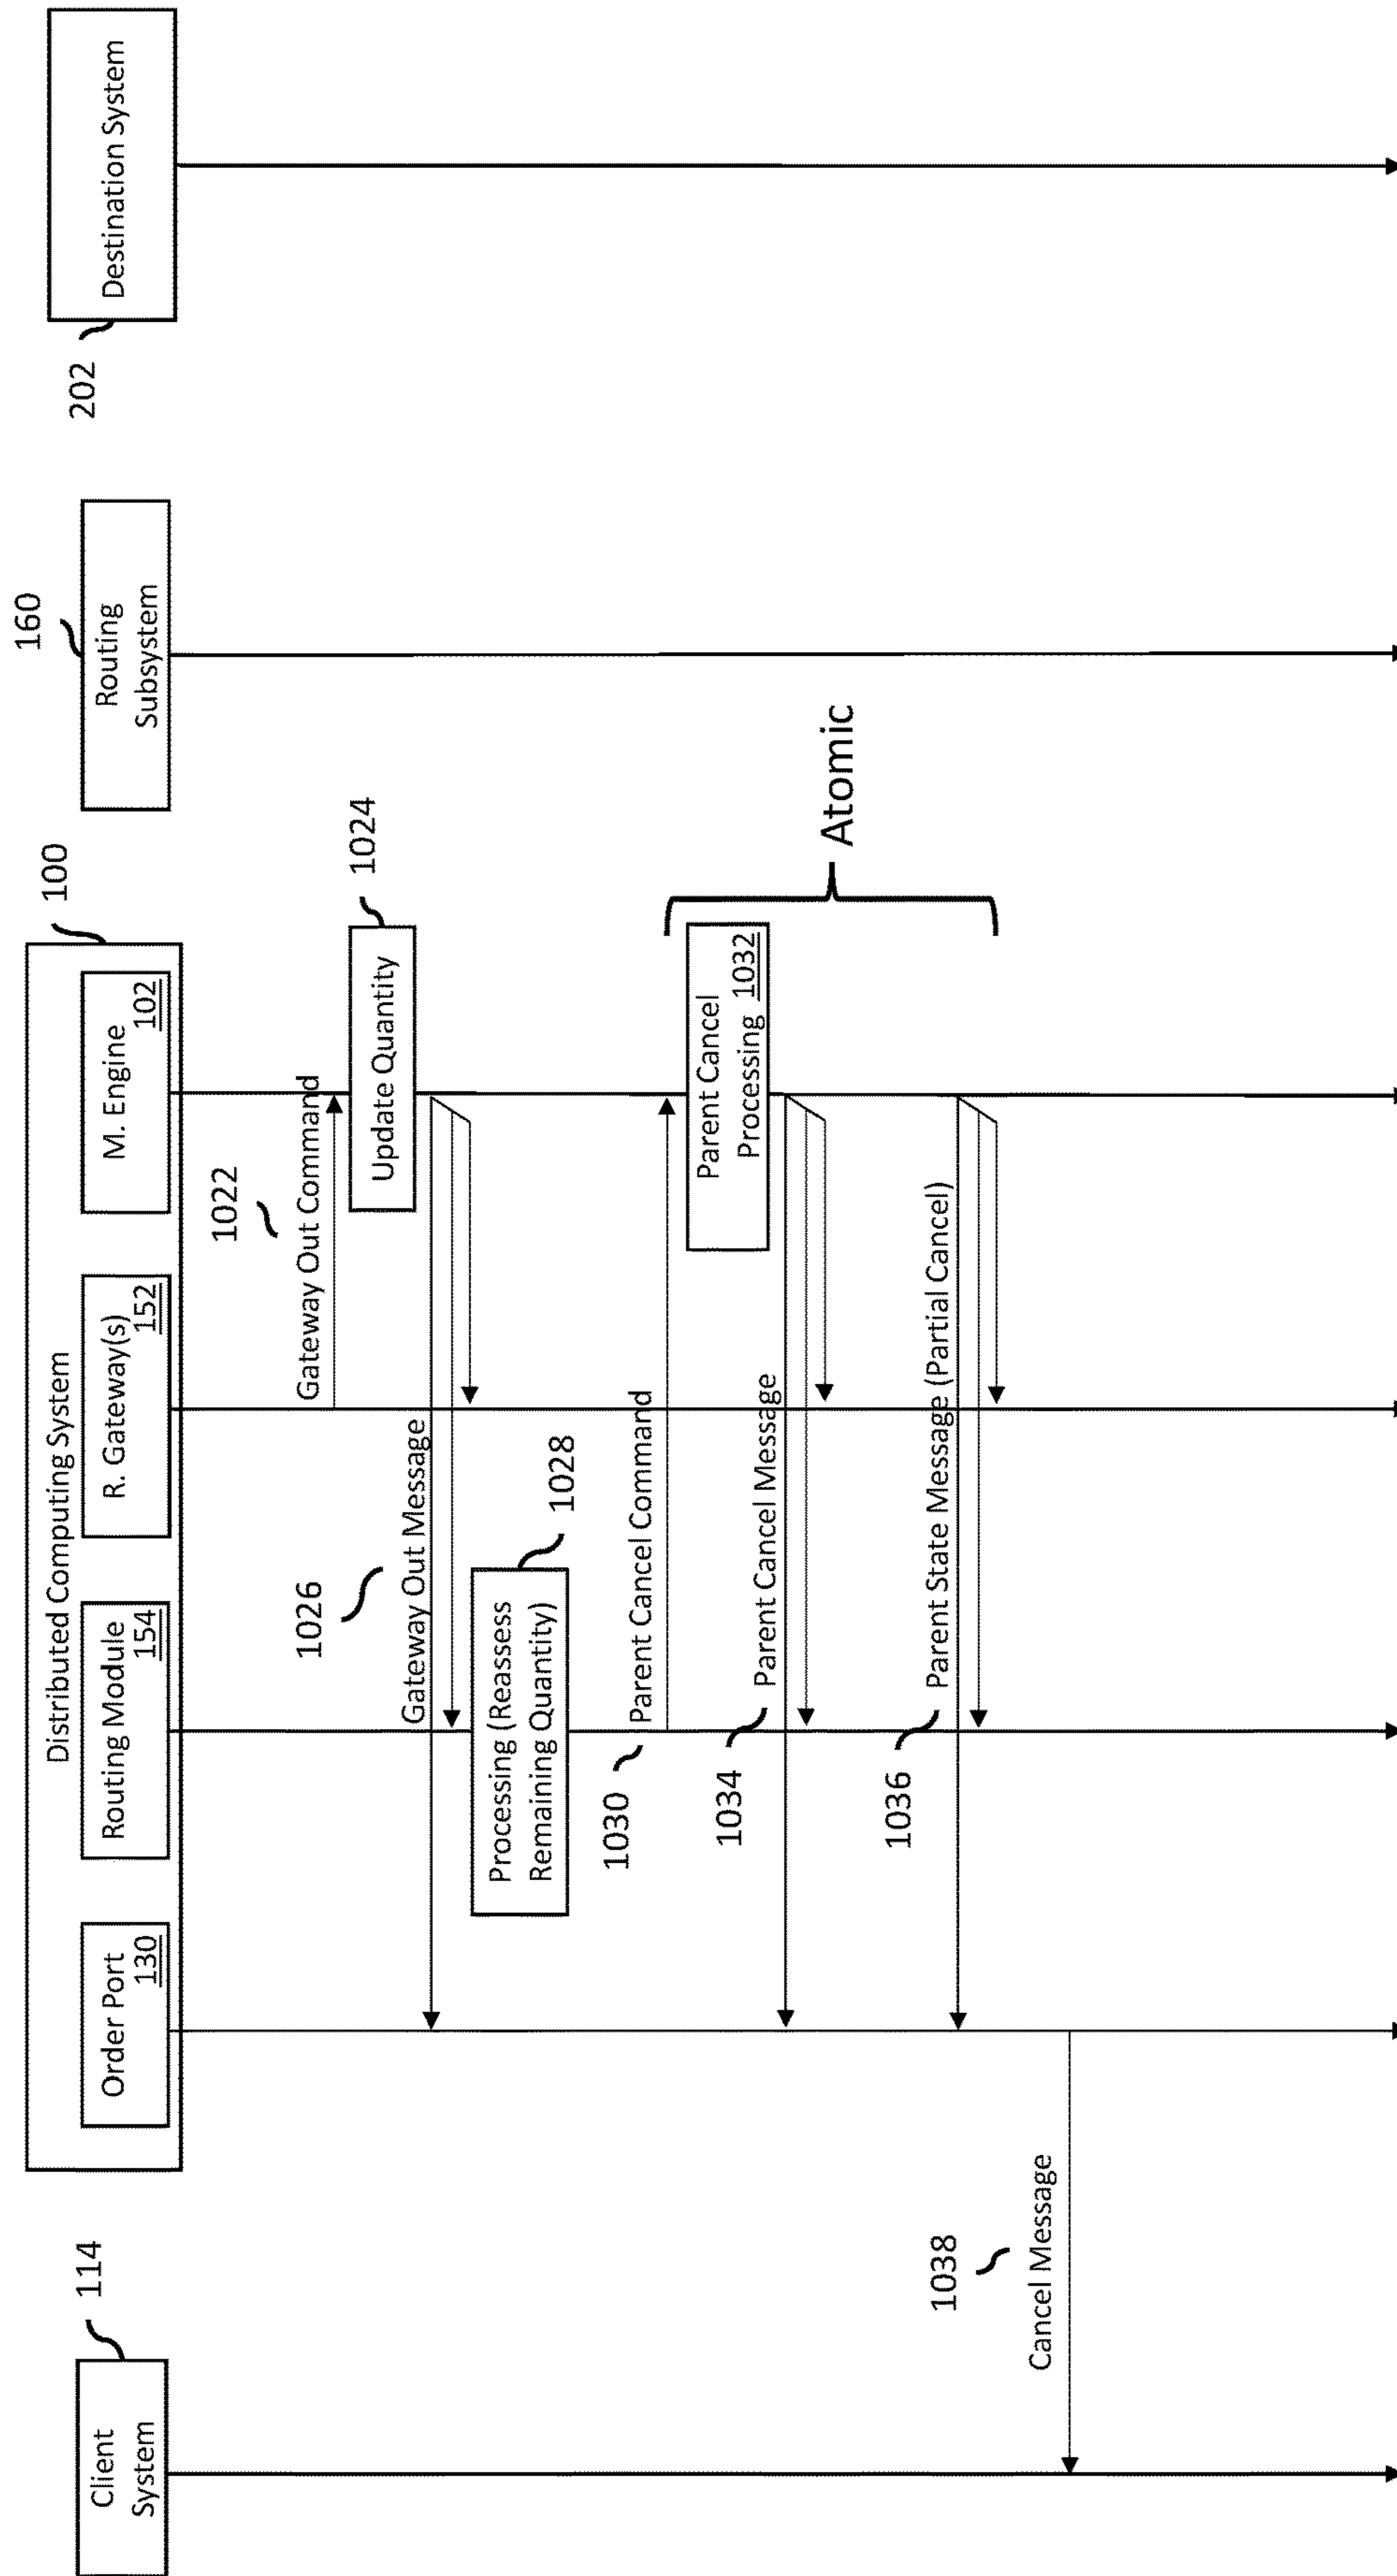 114
Client
System
Distributed Computing System
100
Order Port
130
Routing Module
154
R. Gateway(s)
152
M. Engine
102
160
Routing
Subsystem
202
Destination System
1022
Gateway Out Command
Update Quantity
1024
1026
Gateway Out Message
Processing (Reassess
Remaining Quantity)
1028
1030
Parent Cancel Command
Parent Cancel
Processing 1032
Atomic
1034
Parent Cancel Message
1036
Parent State Message (Partial Cancel)
1038
Cancel Message